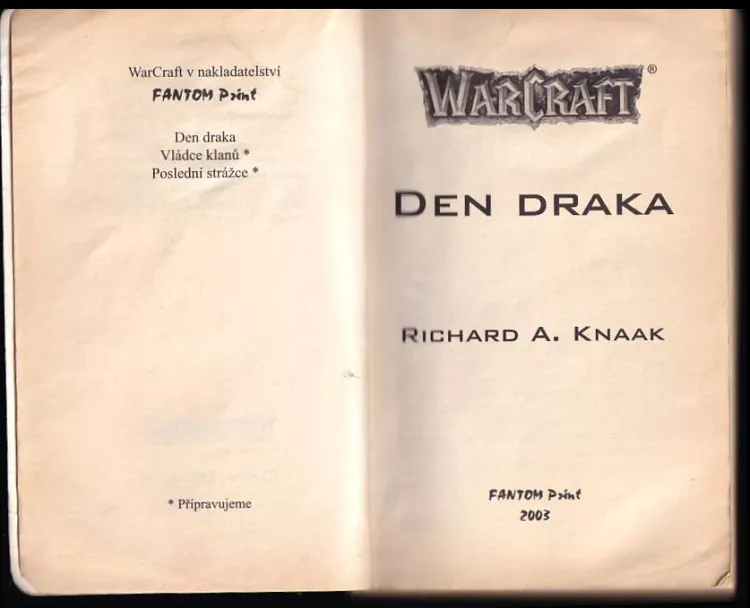 WarCraft v nakladatelství
FANTOM Print
Den draka
Vládce klanů *
Poslední strážce *
* Připravujeme
WARCRAFT®
DEN DRAKA
RICHARD A. KNAAK
FANTOM Print
2003